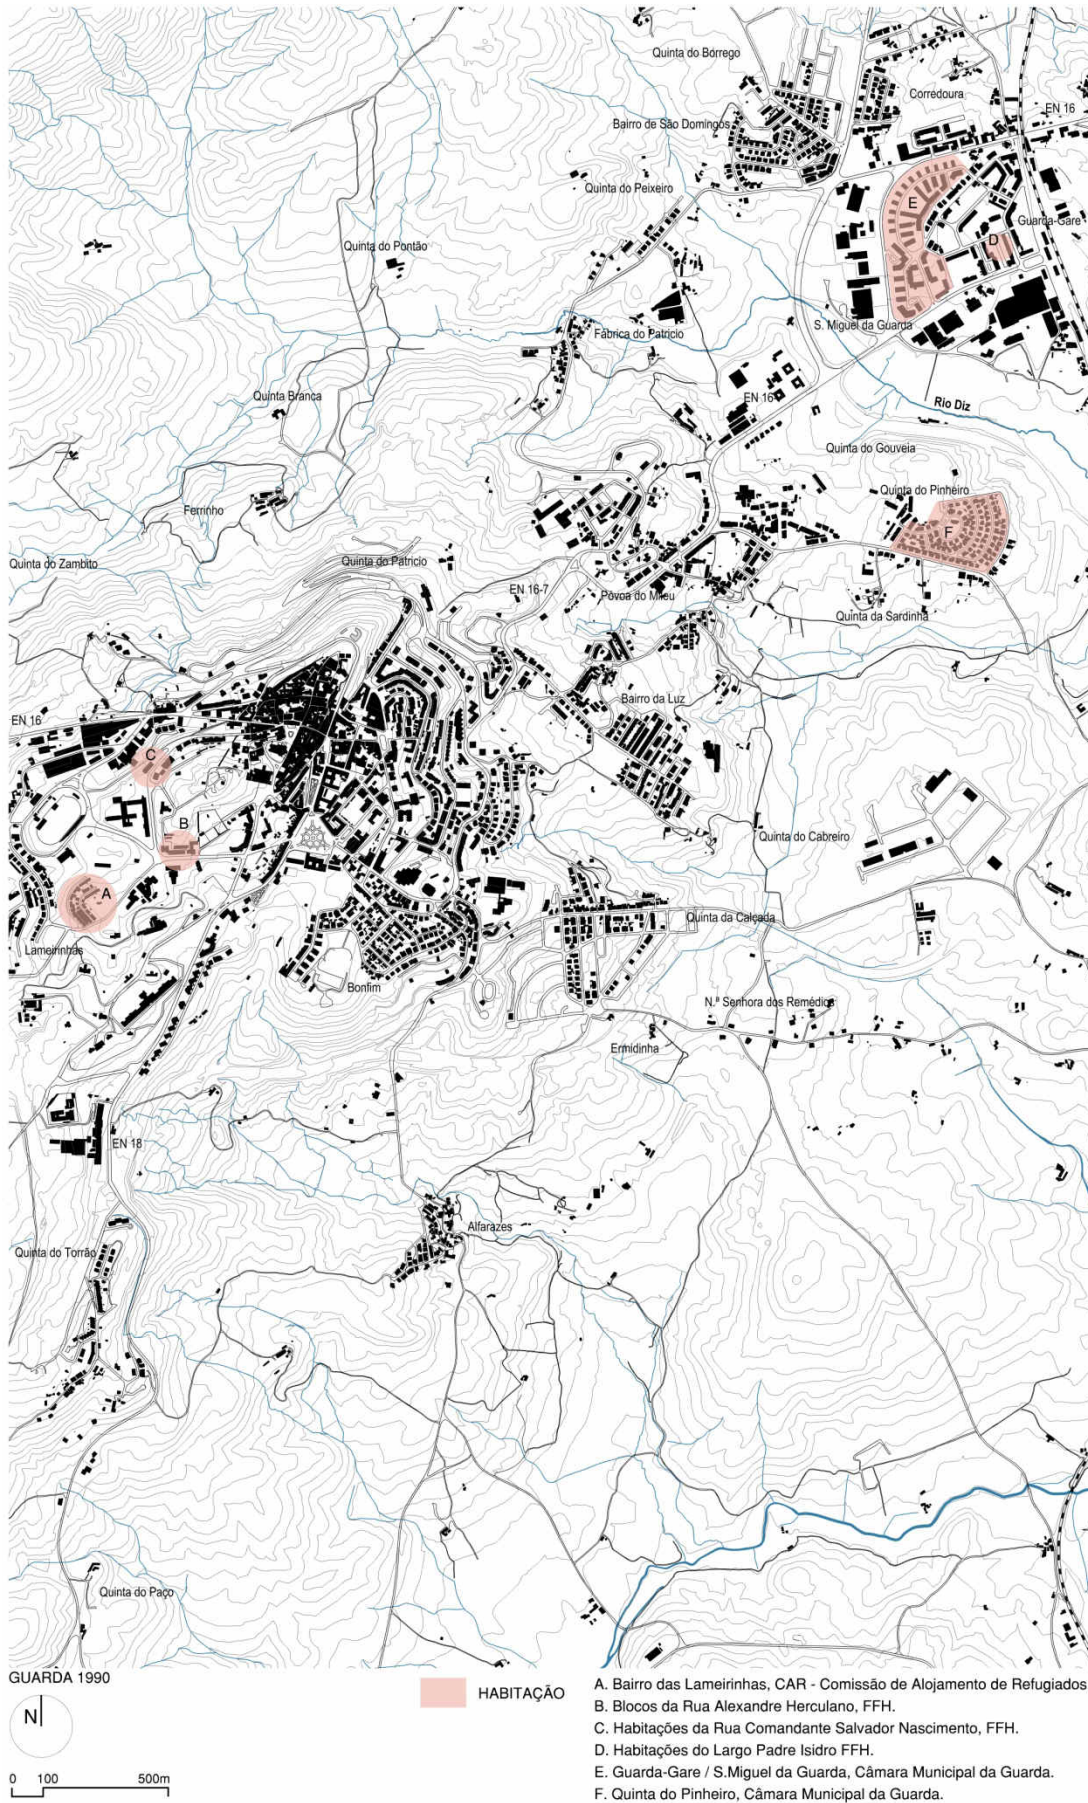 Quinta do Borrego
Corredoura
EN 16
Bairro de São Domingos
Quinta do Peixeiro
E
Guarda-Gare
D
Quinta do Pontão
S. Miguel da Guarda
Fábrica do Patricio
Quinta Branca
EN 16
Rio Diz
Quinta do Gouveia
Quinta do Pinheiro
Ferrinho
F
Quinta do Zambito
Quinta do Patricio
EN 16-7
Póvoa do Mileu
Quinta da Sardinha
Bairro da Luz
EN 16
C
B
Quinta do Cabreiro
A
Quinta da Calçada
Lameirinhas
Bonfim
N.ª Senhora dos Remédios
Ermidinha
EN 18
Alfarazes
Quinta do Torrão
Quinta do Paço
GUARDA 1990
N
0 100 500m
HABITAÇÃO
A. Bairro das Lameirinhas, CAR - Comissão de Alojamento de Refugiados
B. Blocos da Rua Alexandre Herculano, FFH.
C. Habitações da Rua Comandante Salvador Nascimento, FFH.
D. Habitações do Largo Padre Isidro FFH.
E. Guarda-Gare / S.Miguel da Guarda, Câmara Municipal da Guarda.
F. Quinta do Pinheiro, Câmara Municipal da Guarda.